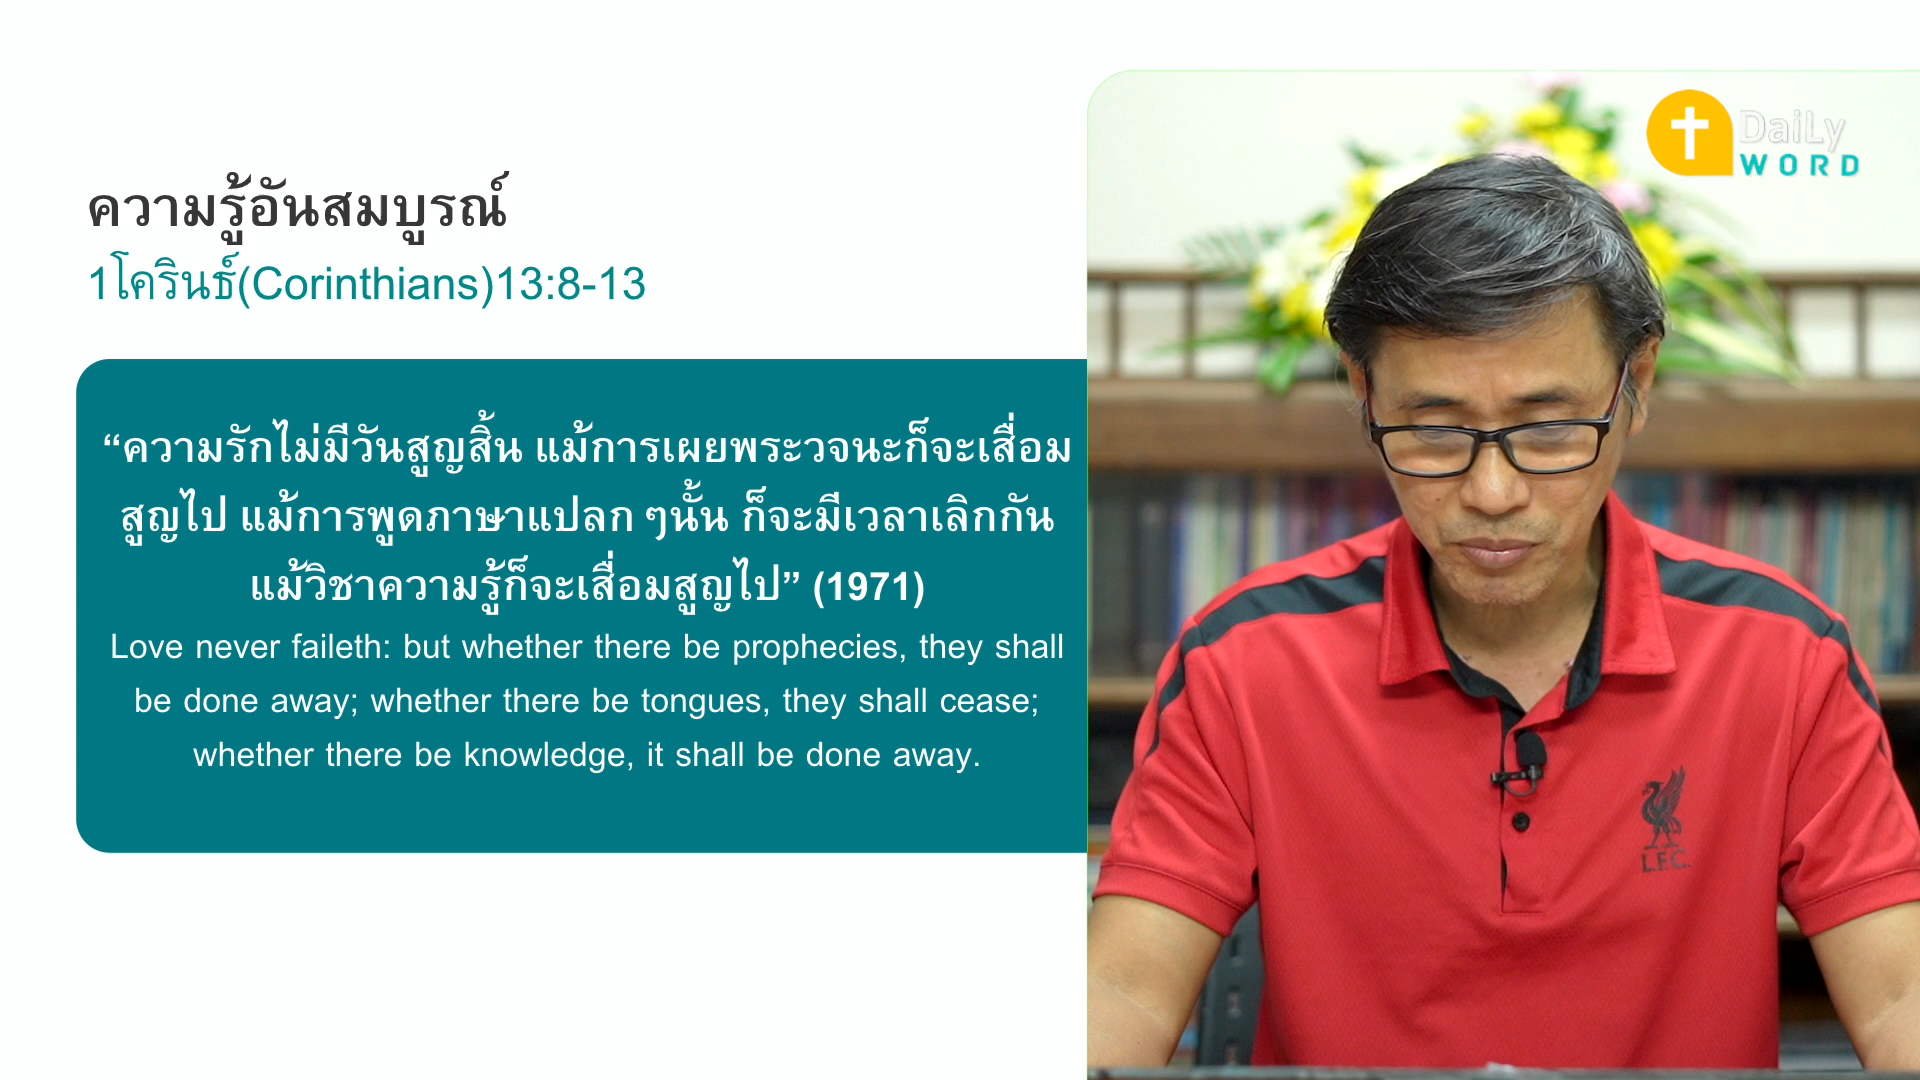 ความรู้อันสมบูรณ์
1โครินธ์(Corinthians)13:8-13
“ความรักไม่มีวันสูญสิ้น แม้การเผยพระวจนะก็จะเสื่อม
สูญไป แม้การพูดภาษาแปลก ๆนั้น ก็จะมีเวลาเลิกกัน
แม้วิชาความรู้ก็จะเสื่อมสูญไป” (1971)
Love never faileth: but whether there be prophecies, they shall
be done away; whether there be tongues, they shall cease;
whether there be knowledge, it shall be done away.
DaiLy
WORD
L.F.C.